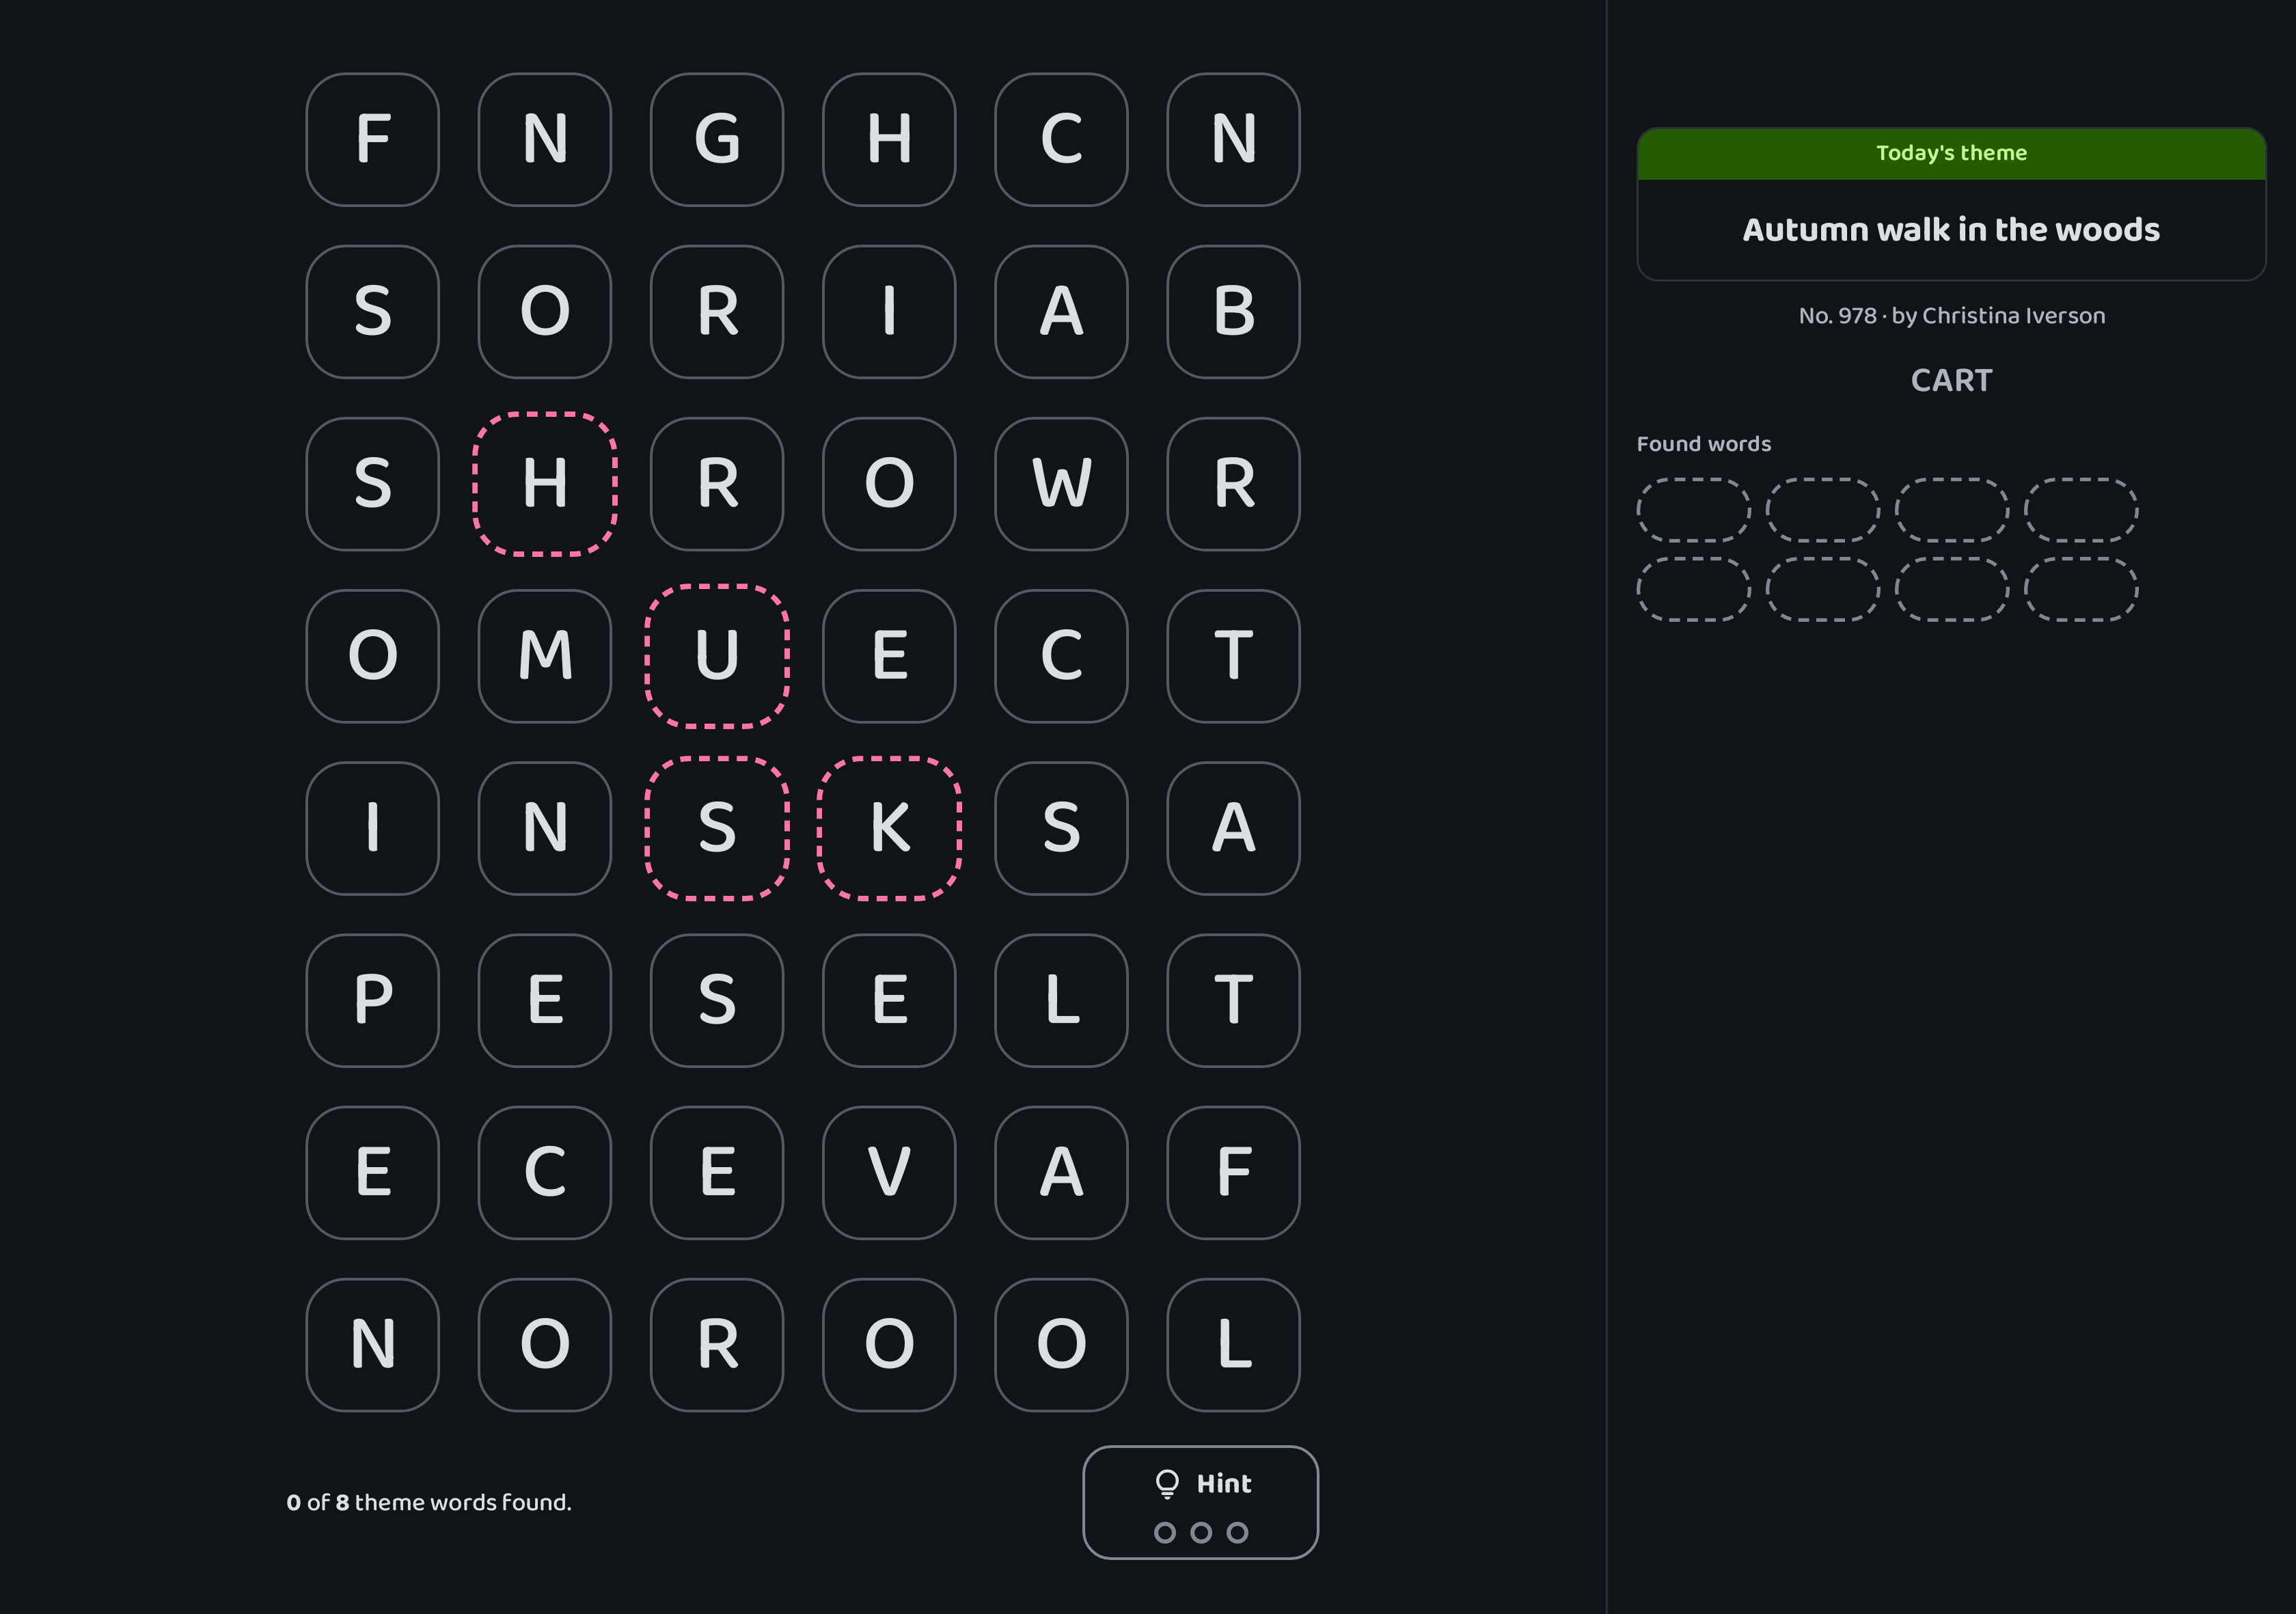 F N G H C N
S O R I A B
S H R O W R
O M U E C T
I N S K S A
P E S E L T
E C E V A F
N O R O O L
0 of 8 theme words found.
Hint
Today's theme
Autumn walk in the woods
No. 978 · by Christina Iverson
CART
Found words